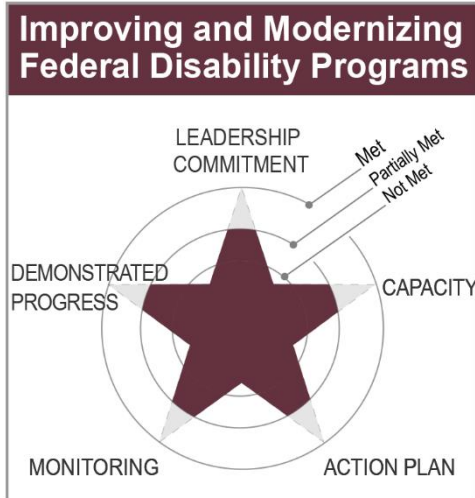 Improving and Modernizing
Federal Disability Programs
LEADERSHIP
COMMITMENT
Met
Partially Met
Not Met
DEMONSTRATED
PROGRESS
CAPACITY
MONITORING
ACTION PLAN